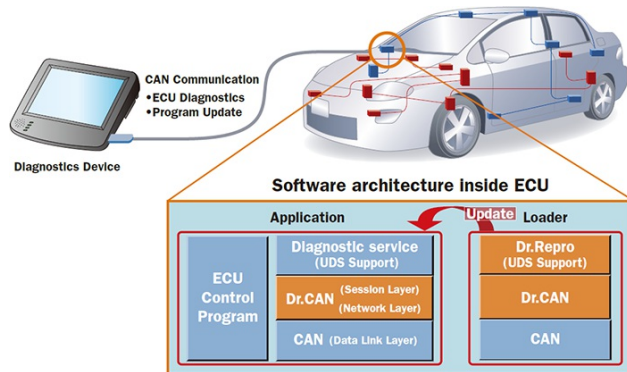 CAN Communication
•ECU Diagnostics
•Program Update
Diagnostics Device
Software architecture inside ECU
Application
Update
Loader
ECU
Control
Program
Diagnostic service
(UDS Support)
Dr.CAN (Session Layer)
(Network Layer)
CAN (Data Link Layer)
Dr.Repro
(UDS Support)
Dr.CAN
CAN